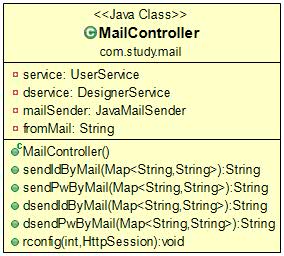 <<Java Class>>
MailController
com.study.mail
service: UserService
dservice: DesignerService
mailSender: JavaMailSender
fromMail: String
MailController()
sendIdByMail(Map<String,String>):String
sendPwByMail(Map<String,String>):String
dsendIdByMail(Map<String,String>):String
dsendPwByMail(Map<String,String>):String
rconfig(int,HttpSession):void